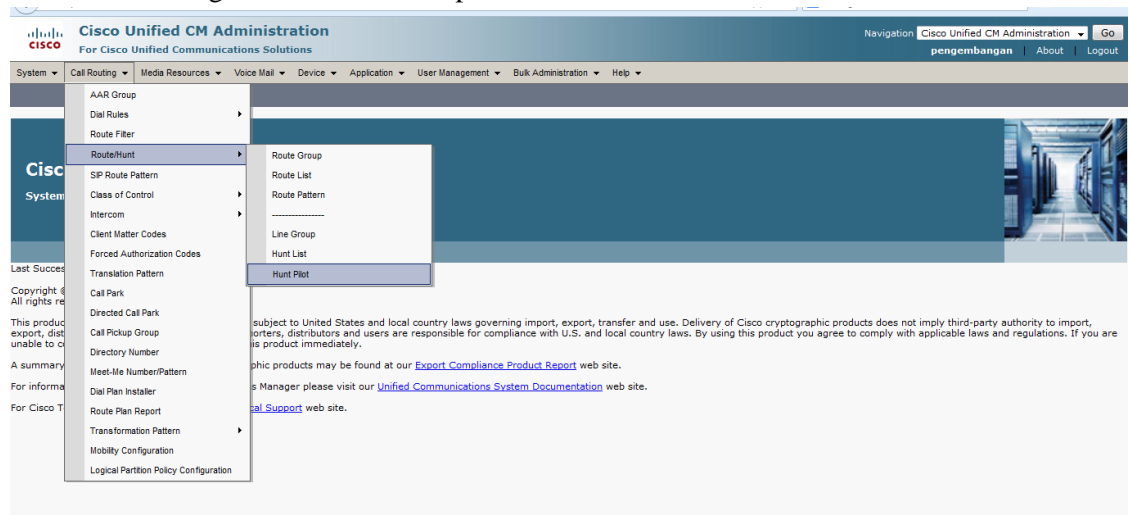 CISCO
Cisco Unified CM Administration
For Cisco Unified Communications Solutions
Navigation Cisco Unified CM Administration Go
pengembangan | About | Logout
System Call Routing Media Resources Voice Mail Device Application User Management Bulk Administration Help
AAR Group
Dial Rules
Route Filter
Route/Hunt
SIP Route Pattern
Class of Control
Intercom
Client Matter Codes
Forced Authorization Codes
Translation Pattern
Call Park
Directed Call Park
Call Pickup Group
Directory Number
Meet-Me Number/Pattern
Dial Plan Installer
Route Plan Report
Transformation Pattern
Mobility Configuration
Logical Partition Policy Configuration
Route Group
Route List
Route Pattern
----------------
Line Group
Hunt List
Hunt Pilot
Cisc
System
Last Succes
Copyright
All rights re
This produc subject to United States and local country laws governing import, export, transfer and use. Delivery of Cisco cryptographic products does not imply third-party authority to import,
export, dist orters, distributors and users are responsible for compliance with U.S. and local country laws. By using this product you agree to comply with applicable laws and regulations. If you are
unable to c is product immediately.
A summary phic products may be found at our Export Compliance Product Report web site.
For informa s Manager please visit our Unified Communications System Documentation web site.
For Cisco T cal Support web site.